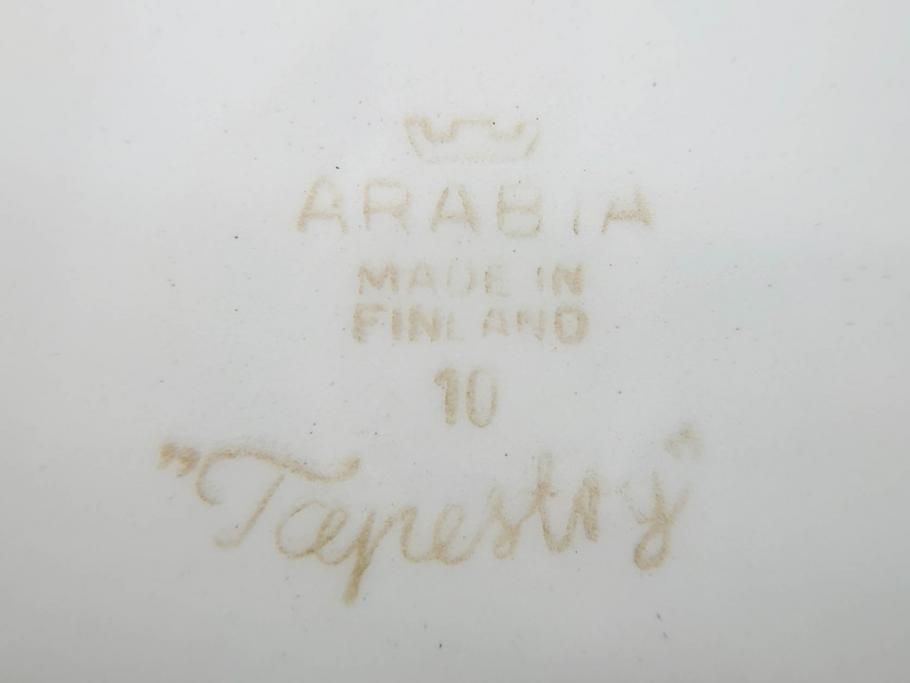 ARABIA
MADE IN
FINLAND
10
"Tapestry"